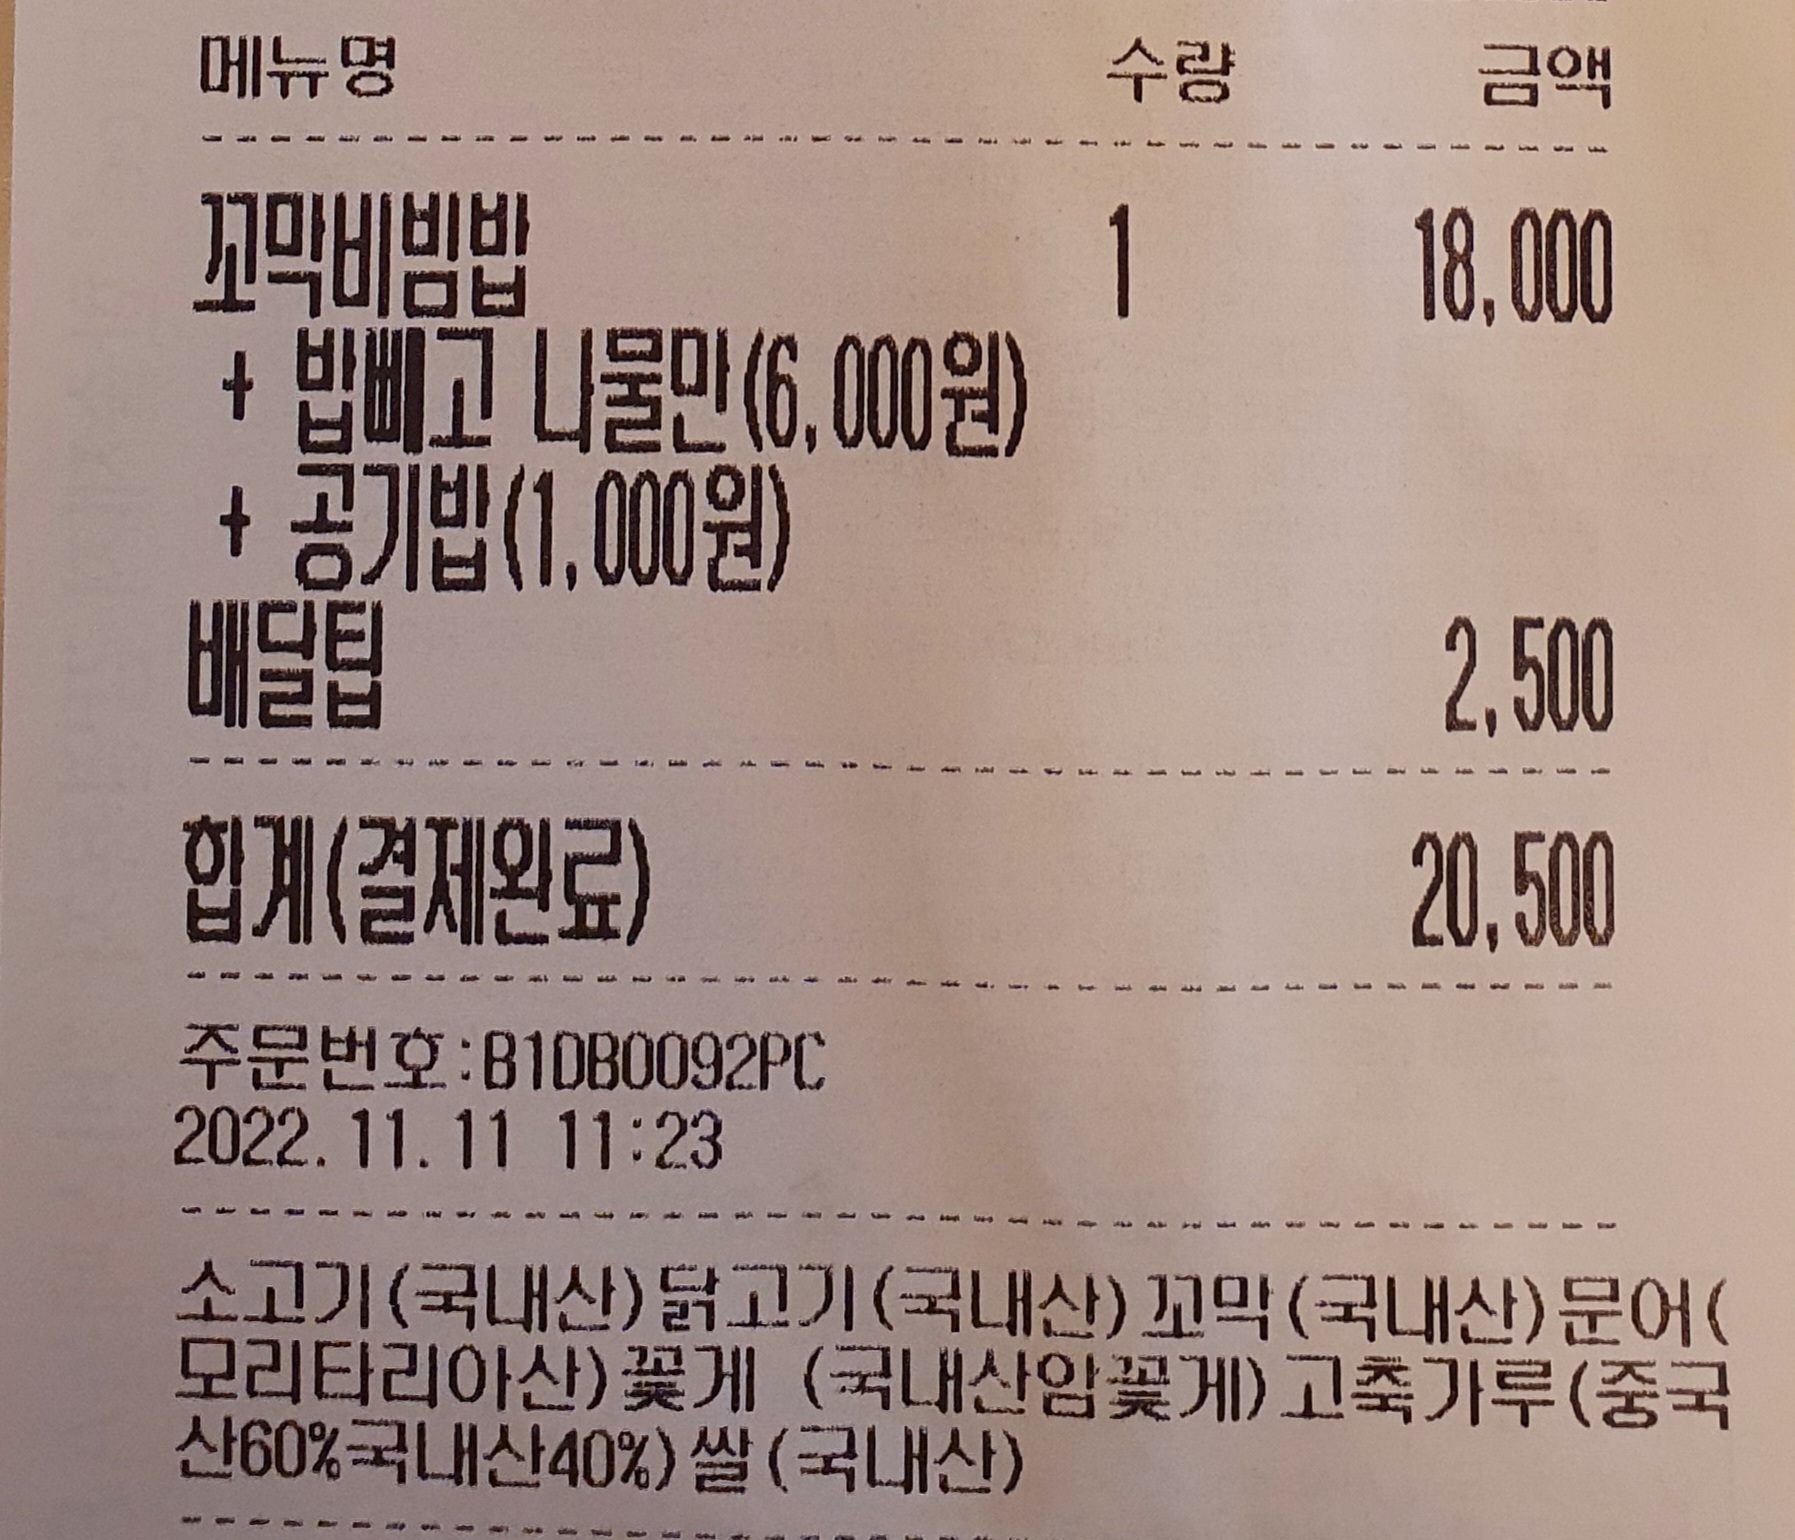 메뉴명 수량 금액
꼬막비빔밥 1 18,000
+ 밥빼고 나물만(6,000원)
+ 공기밥(1,000원)
배달팁 2,500
합계(결제완료) 20,500
주문번호:B1DB0092PC
2022.11.11 11:23
소고기(국내산)닭고기(국내산)꼬막(국내산)문어(
모리타리아산)꽃게 (국내산암꽃게)고축가루(중국
산60%국내산40%)쌀(국내산)